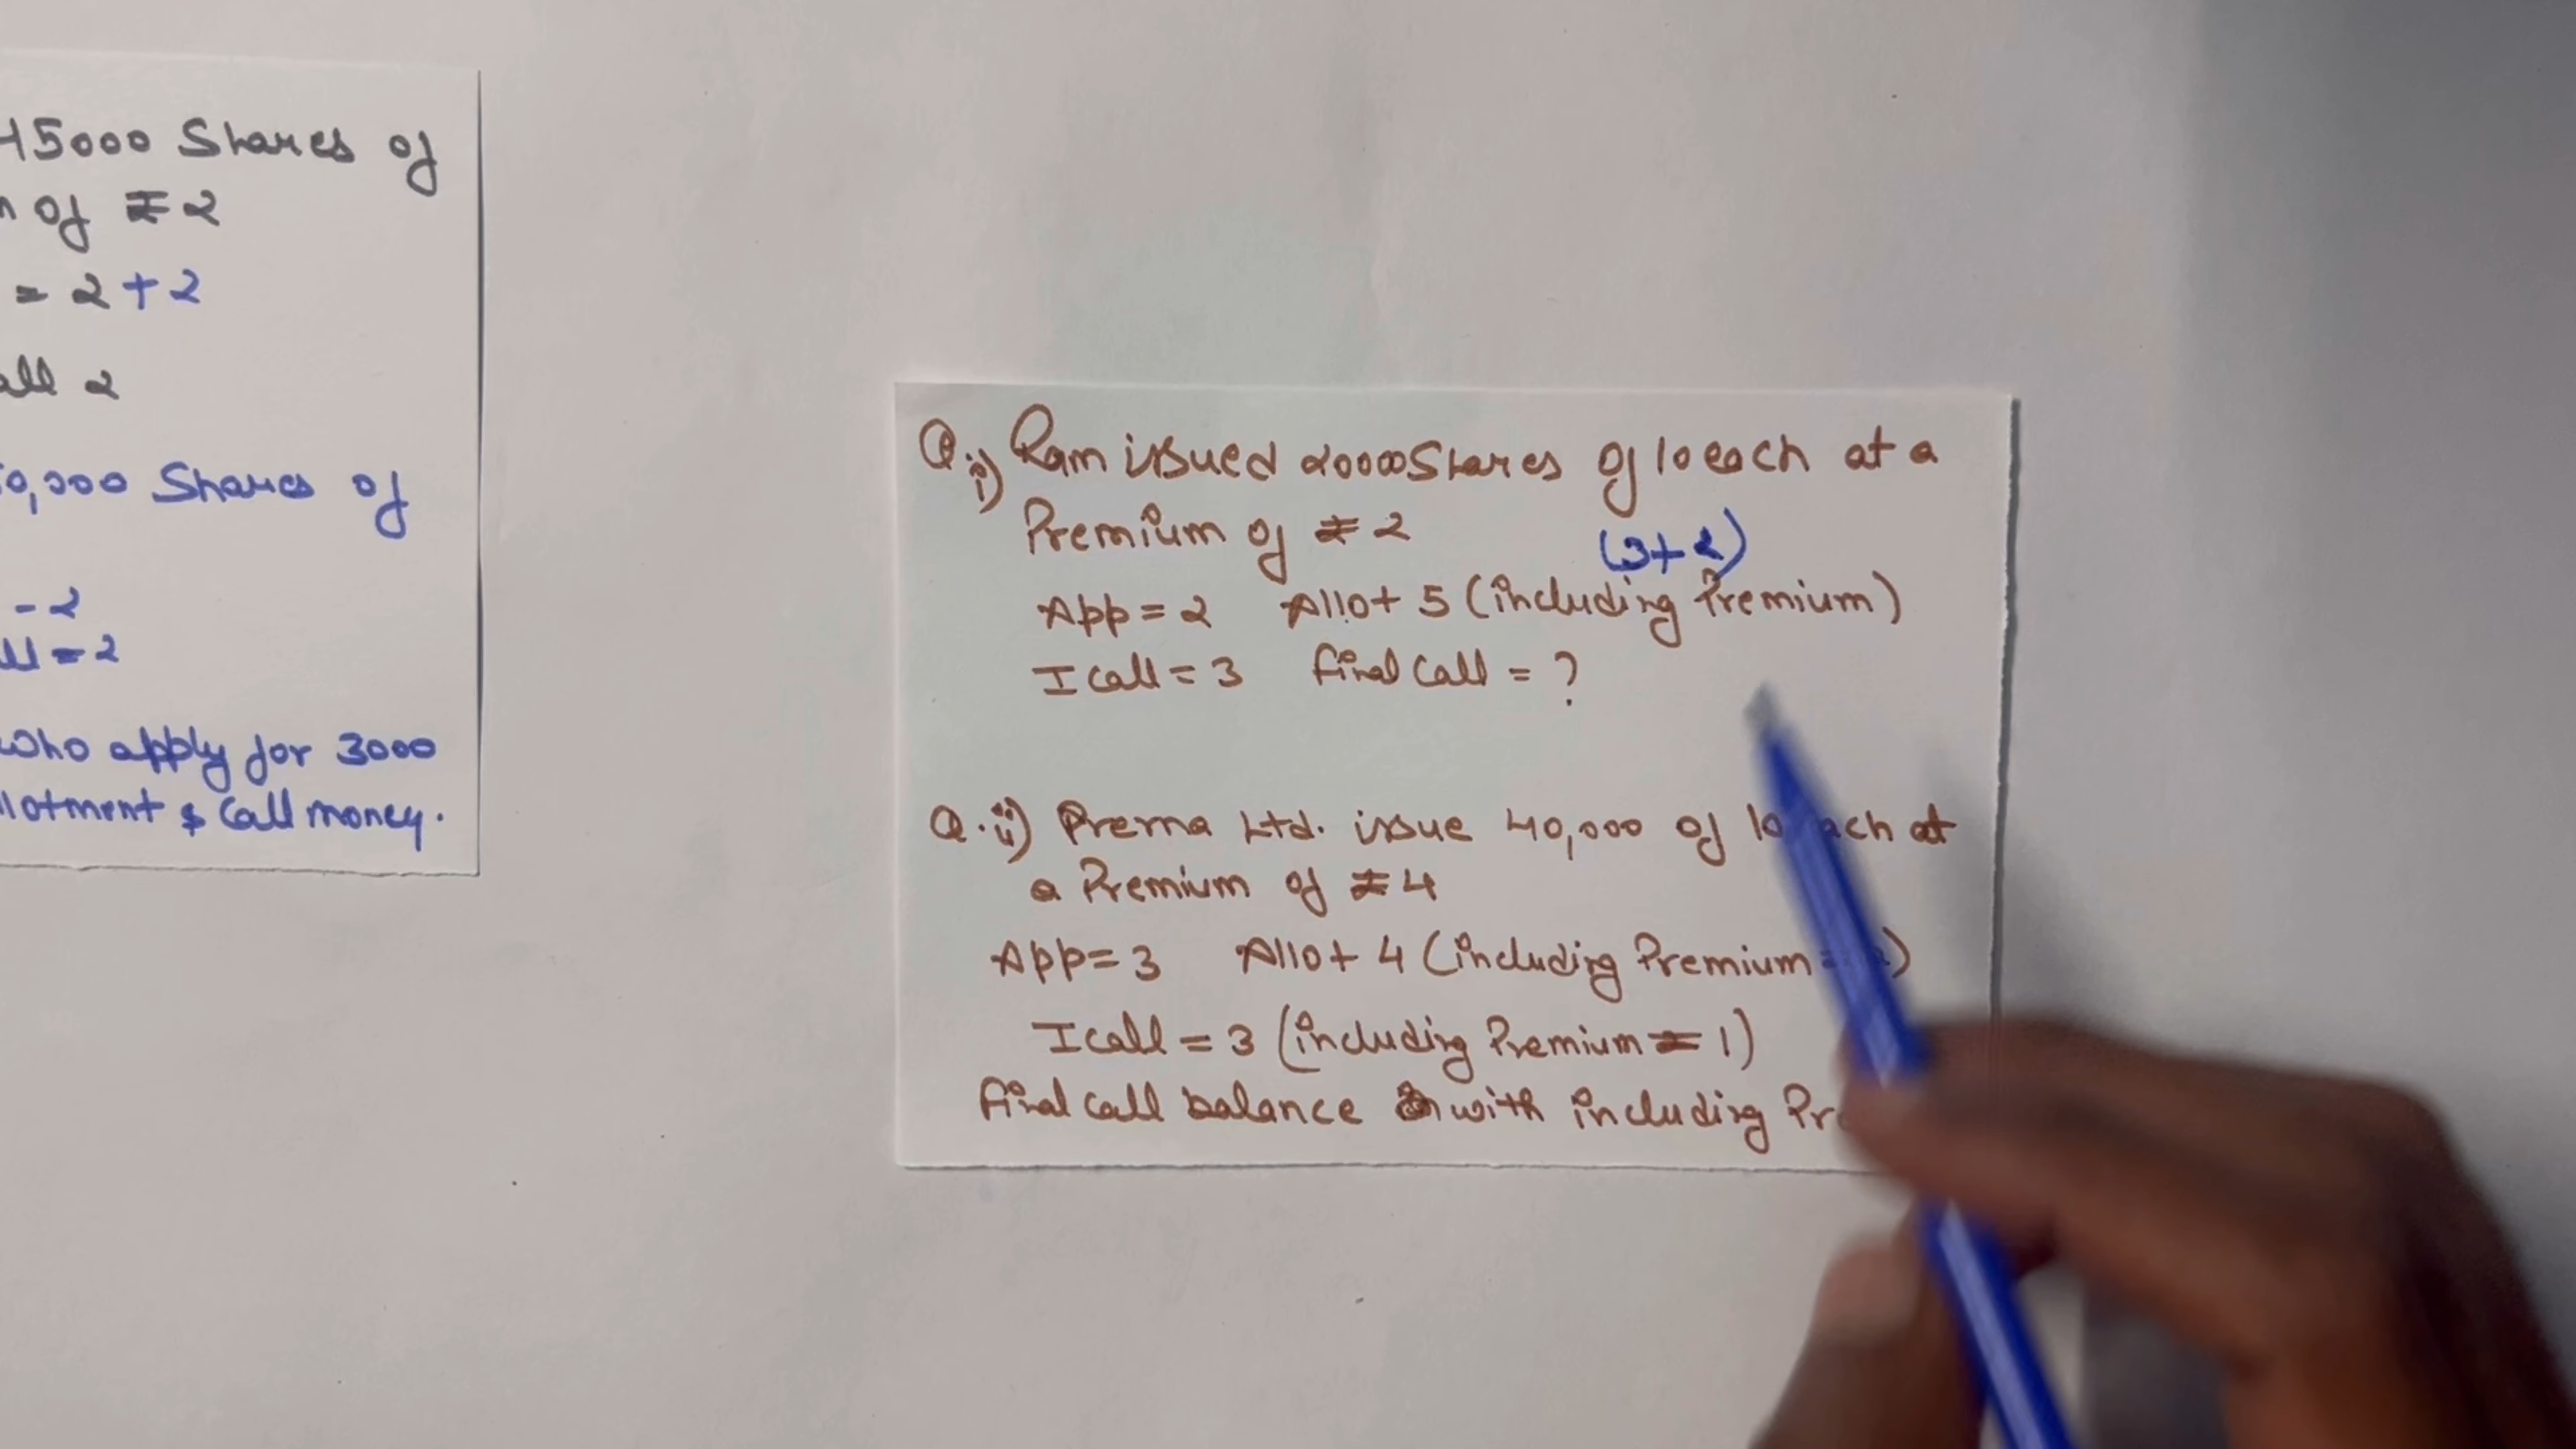 45000 Shares of
of ₹ 2
= 2 + 2
all 2
0,000 Shares of
- 2
ll = 2
who apply for 3000
lotment & Call money.
Q. i) Ram issued 20000 Shares of 10 each at a
Premium of ₹ 2
(3+2)
App = 2 Allot 5 (including Premium)
I call = 3 final call = ?
Q. ii) Prema Ltd. issue 40,000 of 10 each at
a Premium of ₹ 4
App = 3 Allot 4 (including Premium =
I call = 3 (including Premium = 1)
final call balance with including Pre